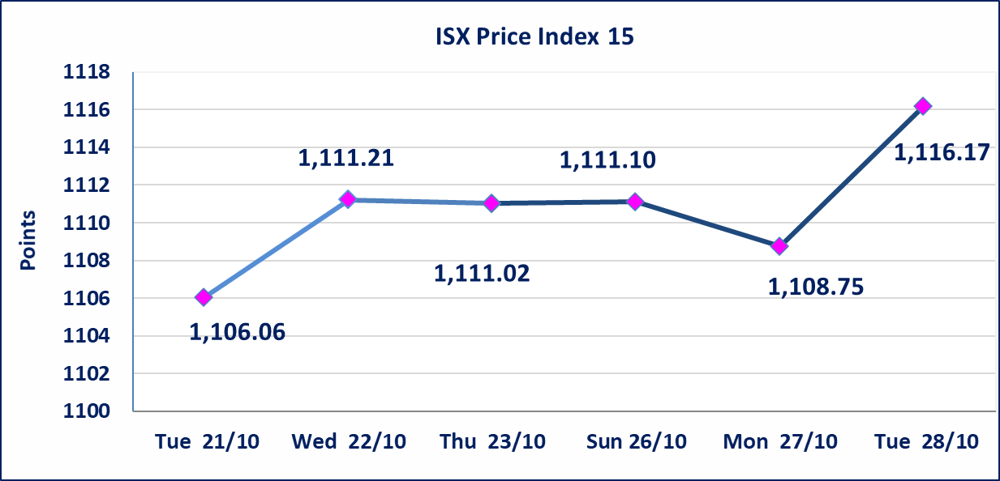 ISX Price Index 15
1118
1116
1114
1112
1110
1108
1106
1104
1102
1100
Points
1,106.06
1,111.21
1,111.02
1,111.10
1,108.75
1,116.17
Tue 21/10
Wed 22/10
Thu 23/10
Sun 26/10
Mon 27/10
Tue 28/10